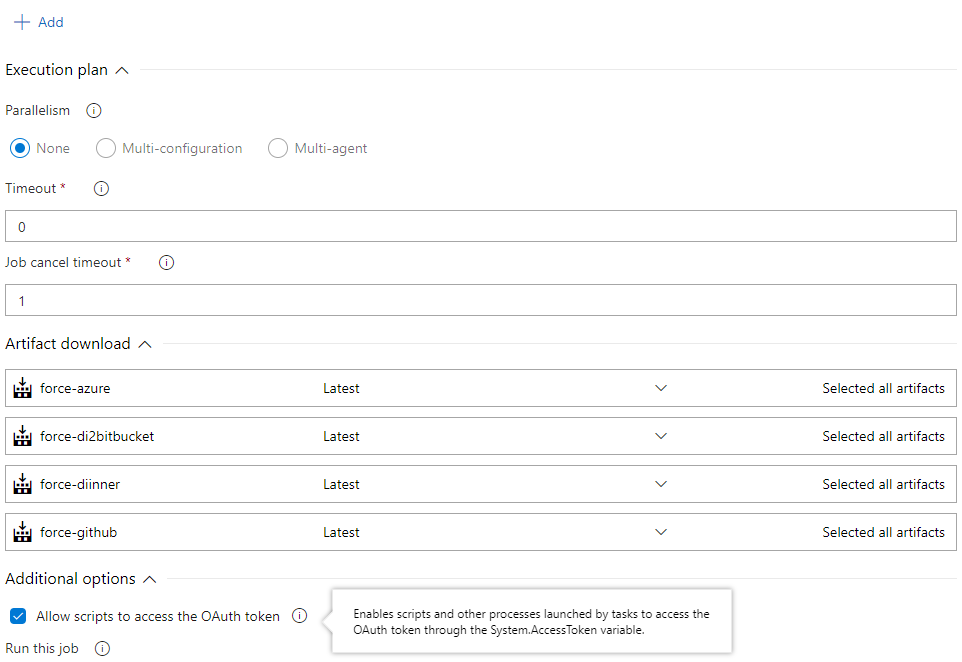 Add
Execution plan
Parallelism
None Multi-configuration Multi-agent
Timeout *
0
Job cancel timeout *
1
Artifact download
force-azure Latest Selected all artifacts
force-di2bitbucket Latest Selected all artifacts
force-diinner Latest Selected all artifacts
force-github Latest Selected all artifacts
Additional options
Allow scripts to access the OAuth token
Enables scripts and other processes launched by tasks to access the
OAuth token through the System.AccessToken variable.
Run this job